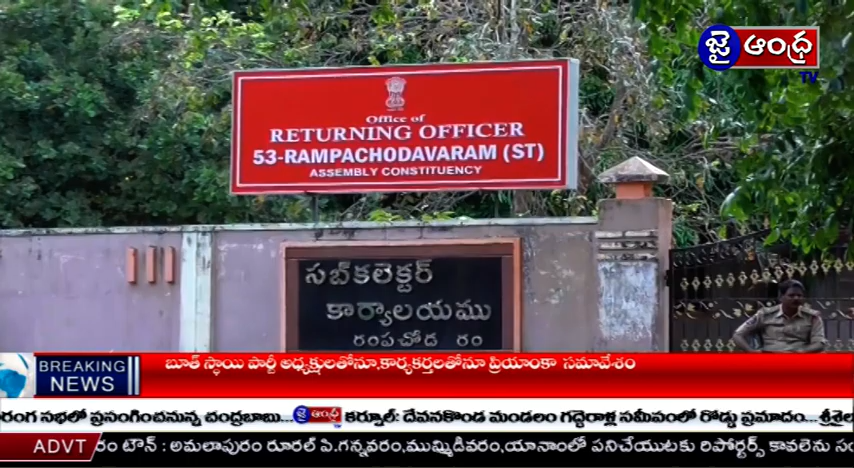 జై ఆంధ్ర
TV
Office of
RETURNING OFFICER
53-RAMPACHODAVARAM (ST)
ASSEMBLY CONSTITUENCY
సబ్ కలెక్టర్
కార్యాలయము
రంపచోడ రం
BREAKING NEWS బూత్ స్థాయి పార్టీ అధ్యక్షులతోనూ,కార్యకర్తలతోనూ ప్రియాంకా సమావేశం
రంగ సభలో ప్రసంగించనున్న చంద్రబాబు... జై ఆంధ్ర కర్నూల్: దేవనకొండ మండలం గద్దెరాళ్ల సమీపంలో రోడ్డు ప్రమాదం... శ్రీశైల
ADVT రం టౌన్ : అమలాపురం రూరల్ ఏ.గన్నవరం,ముమ్మిడివరం,యానాంలో పనిచేయుటకు రిపోర్టర్స్ కావలెను సం